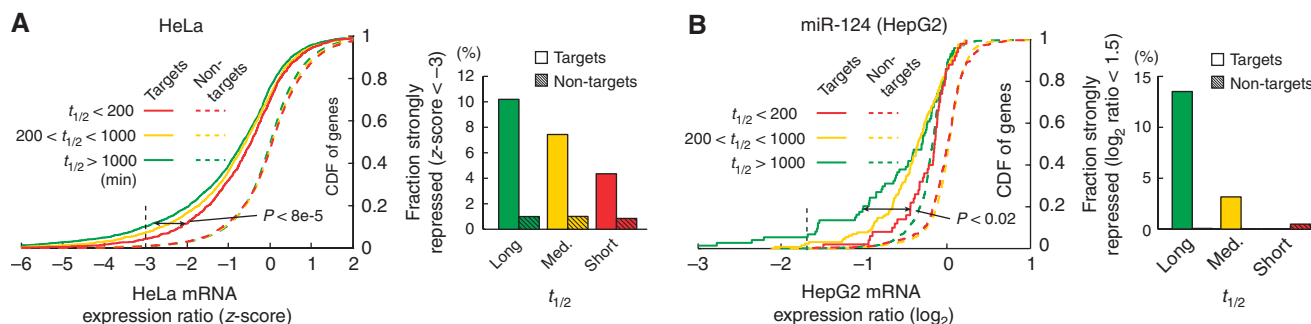 A
HeLa
Targets
Non-targets
t1/2 < 200
200 < t1/2 < 1000
t1/2 > 1000
(min)
P < 8e-5
1
0.8
0.6
0.4
0.2
0
CDF of genes
−6 −5 −4 −3 −2 −1 0 1 2
HeLa mRNA
expression ratio (z-score)
(%)
Targets
Non-targets
12
10
8
6
4
2
0
Fraction strongly
repressed (z-score < −3)
Long Med. Short
t1/2
B
miR-124 (HepG2)
Targets
Non-targets
t1/2 < 200
200 < t1/2 < 1000
t1/2 > 1000
(min)
P < 0.02
1
0.8
0.6
0.4
0.2
0
CDF of genes
−3 −2 −1 0 1
HepG2 mRNA
expression ratio (log2)
(%)
Targets
Non-targets
15
10
5
0
Fraction strongly
repressed (log2 ratio < 1.5)
Long Med. Short
t1/2